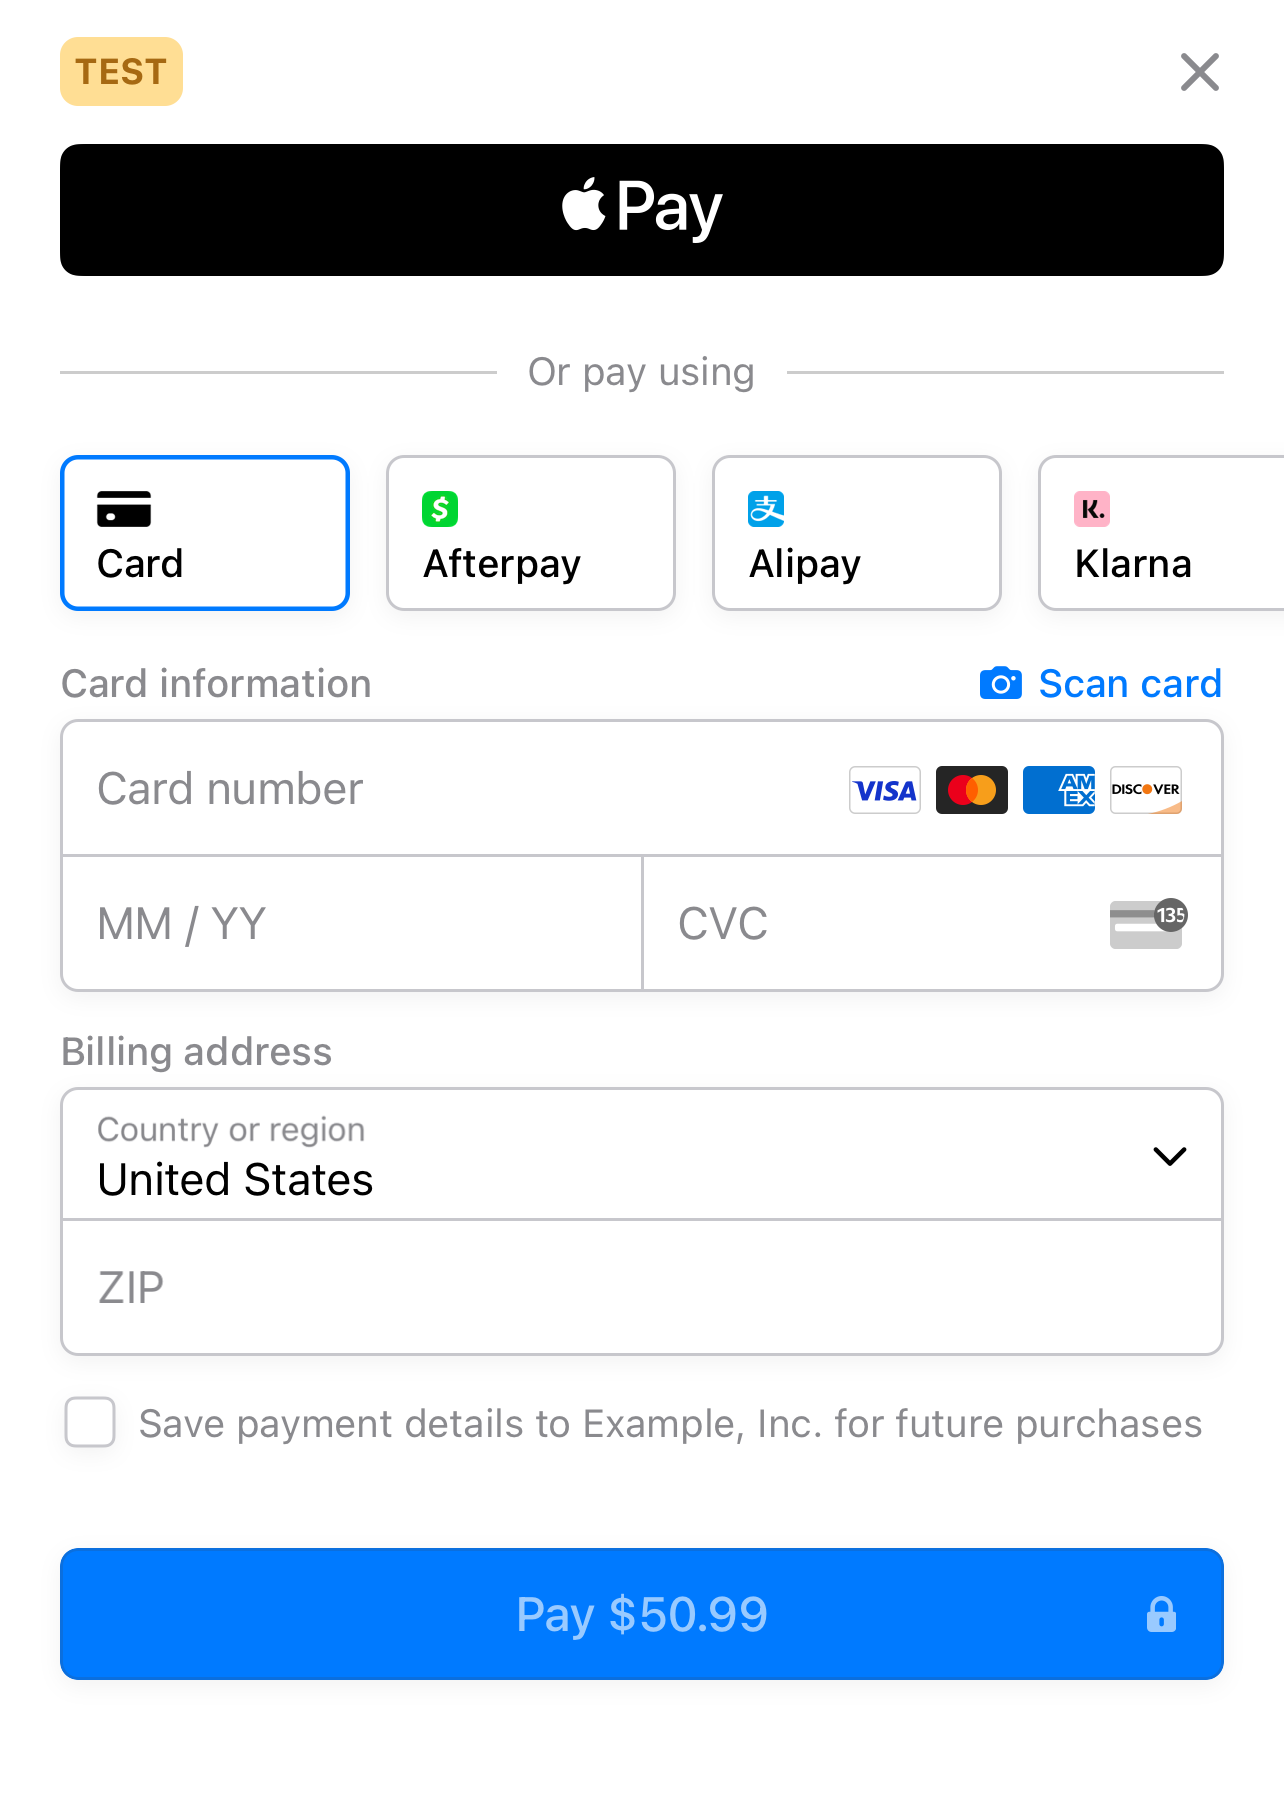 TEST
Pay
Or pay using
Card
$
Afterpay
支
Alipay
K.
Klarna
Card information
Scan card
Card number
VISA
AMEX
DISCOVER
MM / YY
CVC
135
Billing address
Country or region
United States
ZIP
Save payment details to Example, Inc. for future purchases
Pay $50.99